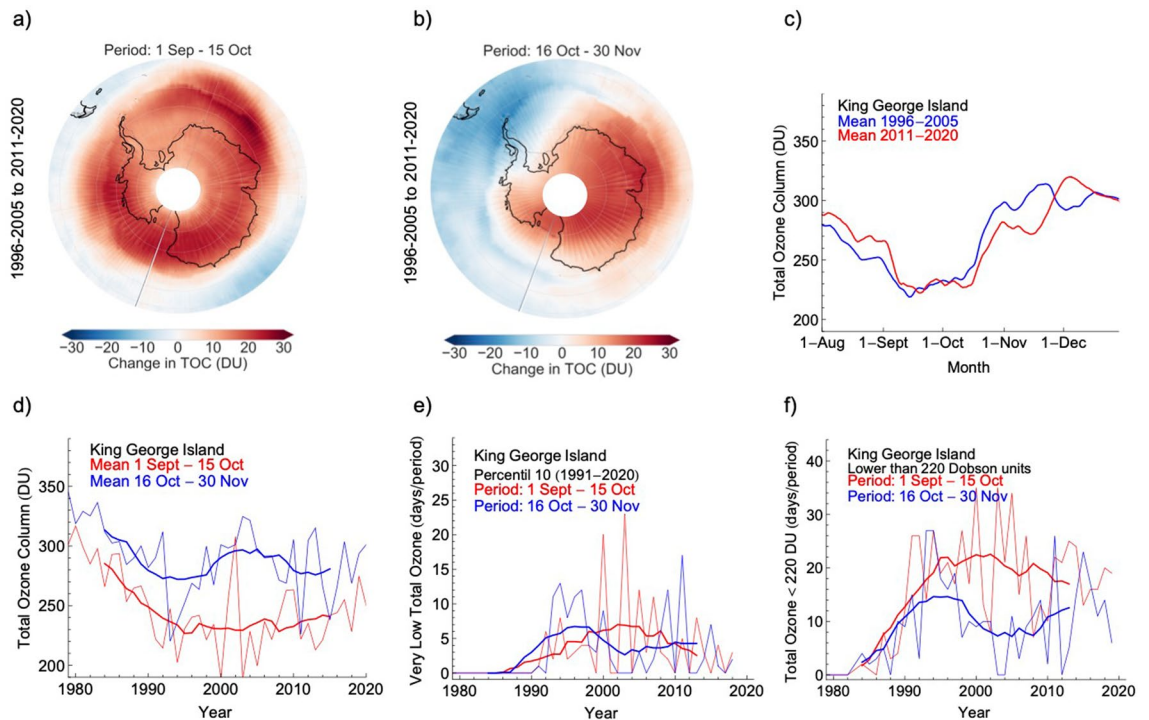 a)
Period: 1 Sep - 15 Oct
1996-2005 to 2011-2020
−30 −20 −10 0 10 20 30
Change in TOC (DU)
b)
Period: 16 Oct - 30 Nov
1996-2005 to 2011-2020
−30 −20 −10 0 10 20 30
Change in TOC (DU)
c)
King George Island
Mean 1996−2005
Mean 2011−2020
Total Ozone Column (DU)
350
300
250
200
1−Aug 1−Sept 1−Oct 1−Nov 1−Dec
Month
d)
King George Island
Mean 1 Sept − 15 Oct
Mean 16 Oct − 30 Nov
Total Ozone Column (DU)
350
300
250
200
1980 1990 2000 2010 2020
Year
e)
King George Island
Percentil 10 (1991−2020)
Period: 1 Sept − 15 Oct
Period: 16 Oct − 30 Nov
Very Low Total Ozone (days/period)
30
25
20
15
10
5
0
1980 1990 2000 2010 2020
Year
f)
King George Island
Lower than 220 Dobson units
Period: 1 Sept − 15 Oct
Period: 16 Oct − 30 Nov
Total Ozone < 220 DU (days/period)
40
30
20
10
0
1980 1990 2000 2010 2020
Year